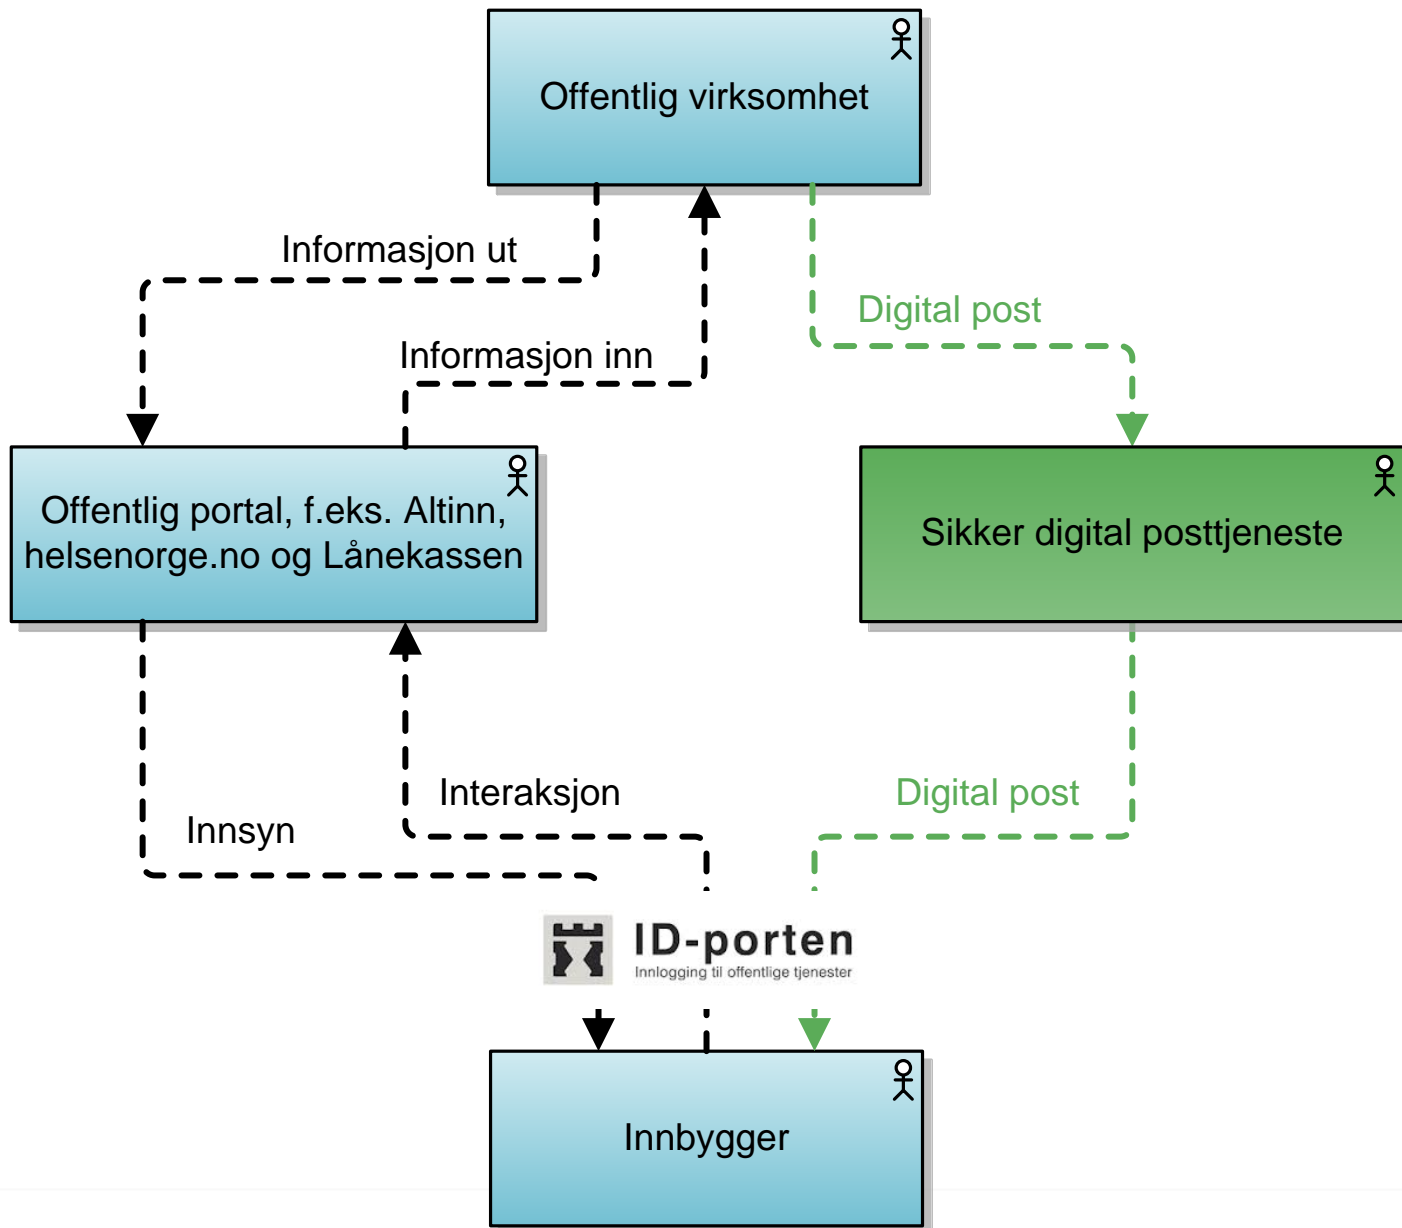 Offentlig virksomhet
Informasjon ut
Digital post
Informasjon inn
Offentlig portal, f.eks. Altinn,
helsenorge.no og Lånekassen
Sikker digital posttjeneste
Interaksjon
Digital post
Innsyn
ID-porten
Innlogging til offentlige tjenester
Innbygger